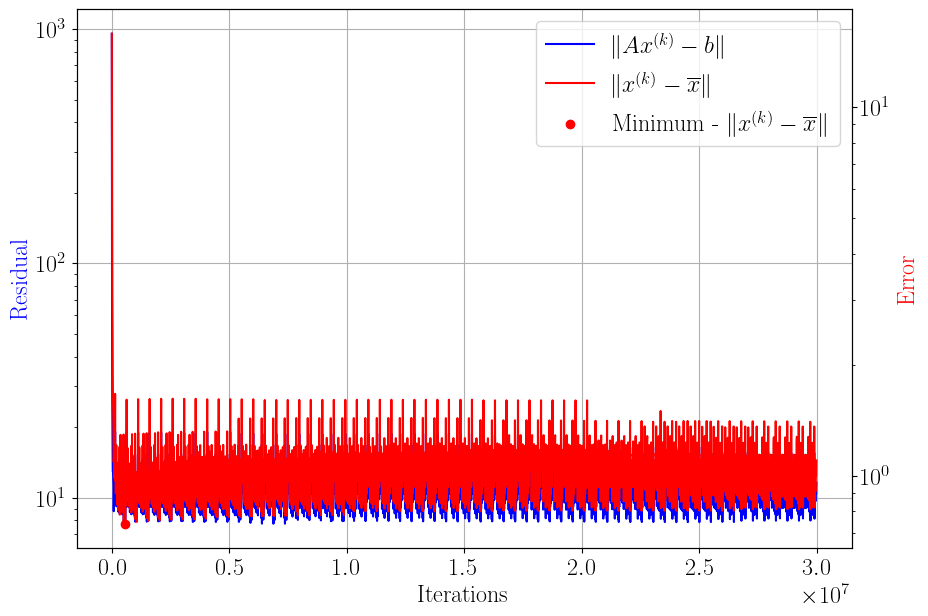 ‖Ax^{(k)} − b‖
‖x^{(k)} − x̅‖
Minimum - ‖x^{(k)} − x̅‖
Residual
10^3
10^2
10^1
Error
10^1
10^0
0.0 0.5 1.0 1.5 2.0 2.5 3.0
Iterations
×10^7